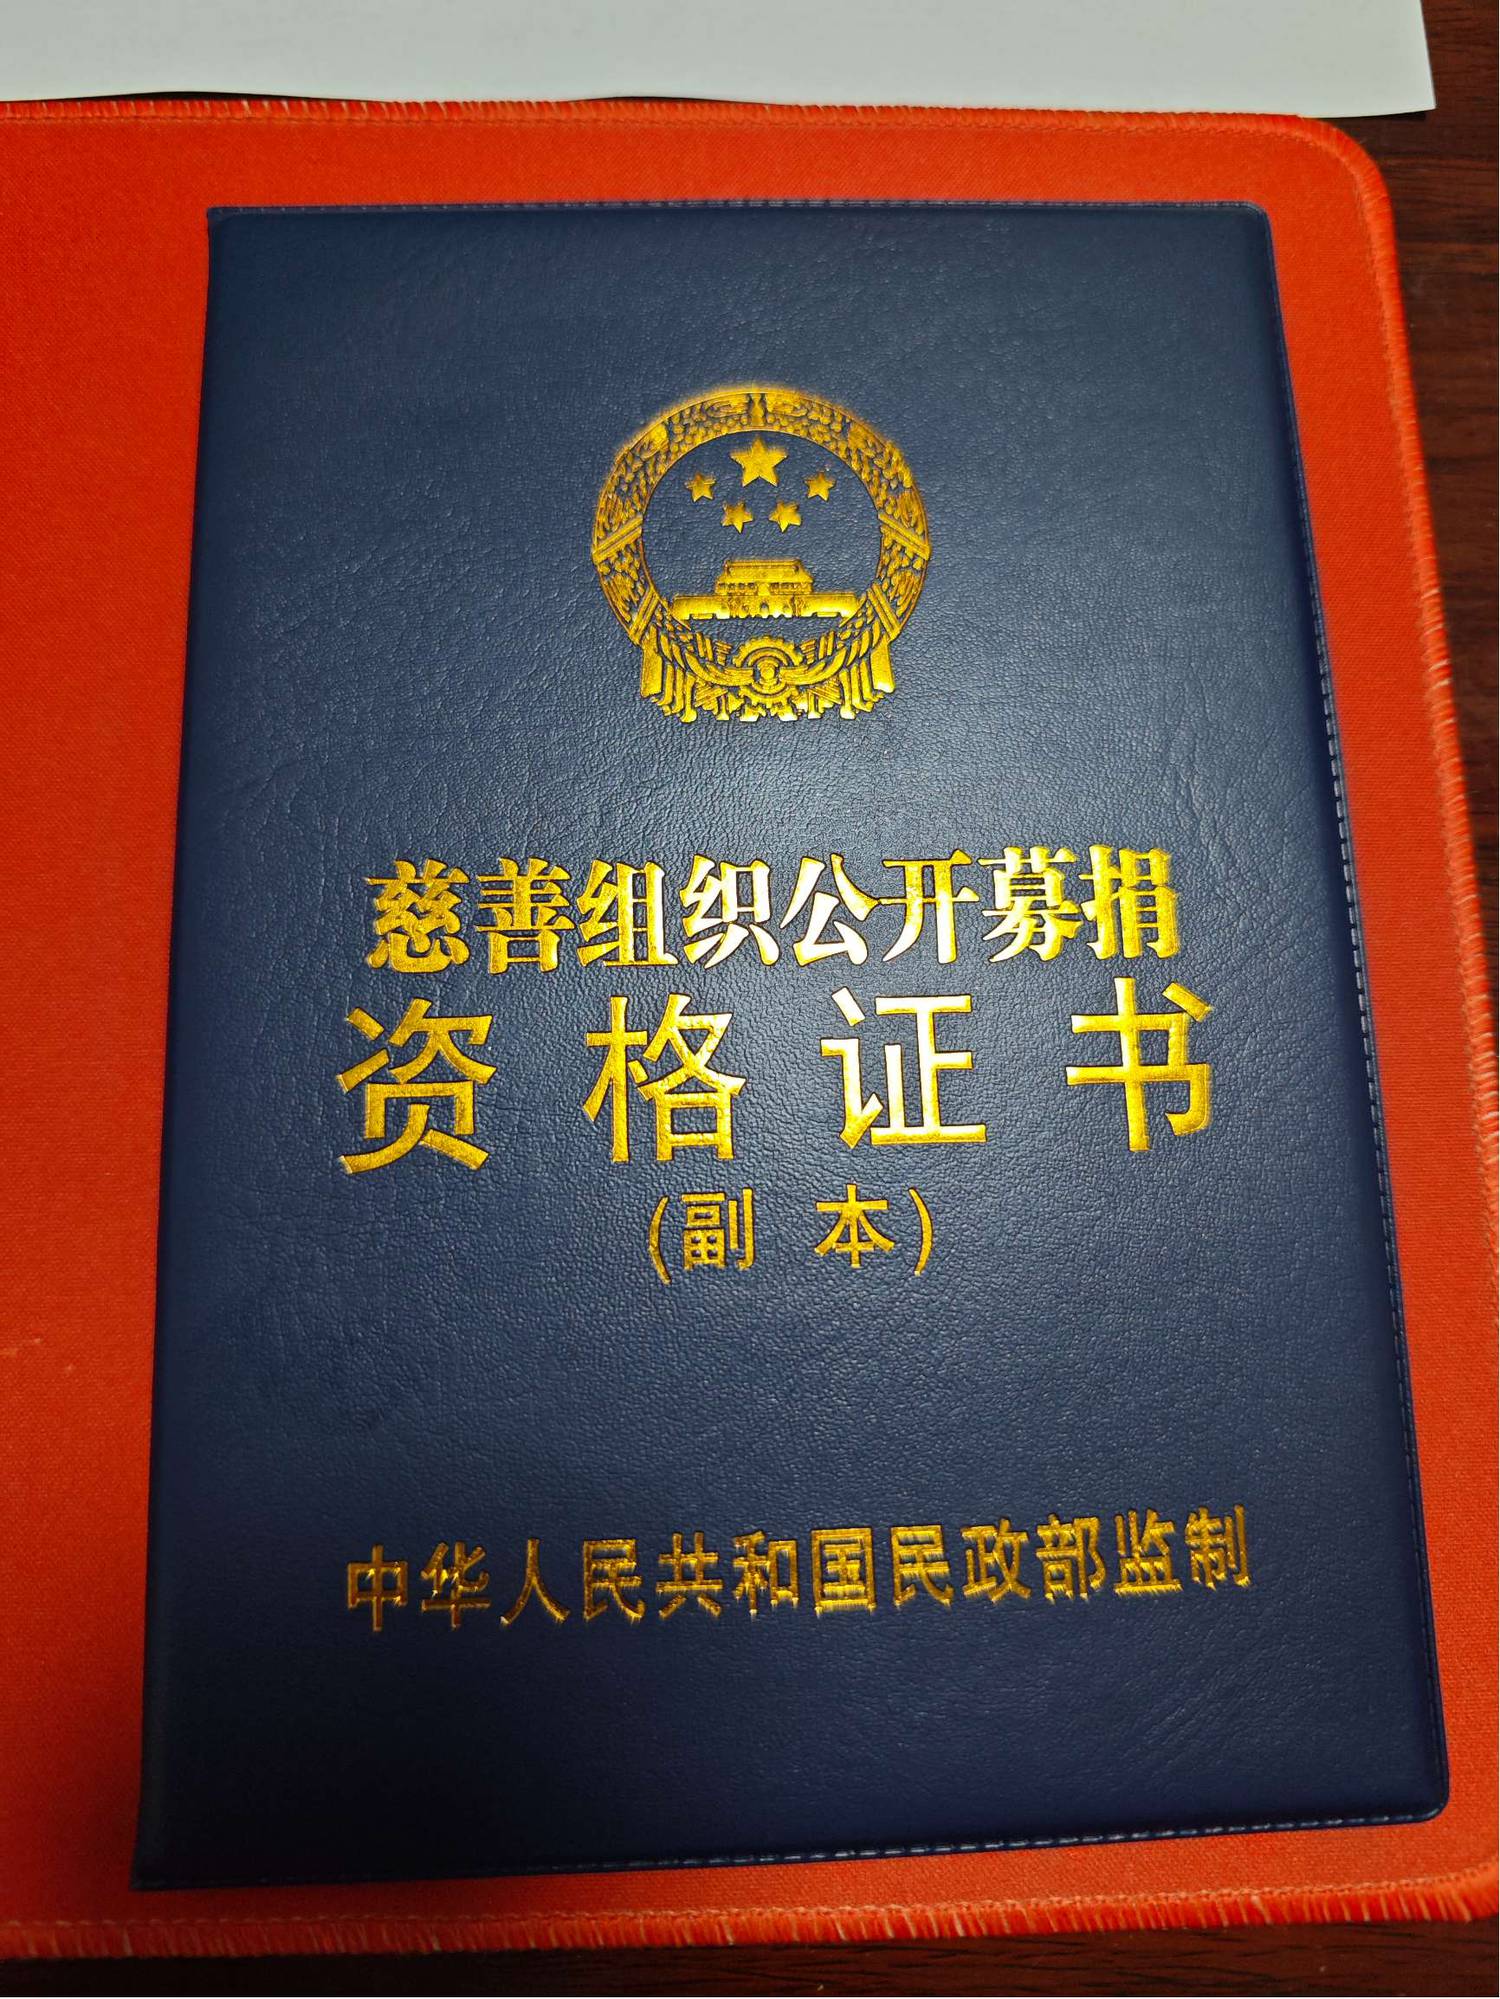 慈善组织公开募捐
资格证书
(副本)
中华人民共和国民政部监制